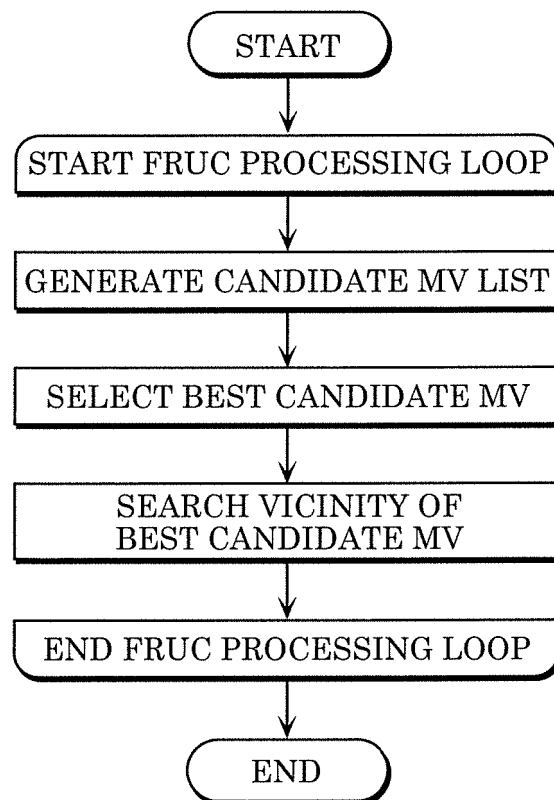 START
START FRUC PROCESSING LOOP
GENERATE CANDIDATE MV LIST
SELECT BEST CANDIDATE MV
SEARCH VICINITY OF
BEST CANDIDATE MV
END FRUC PROCESSING LOOP
END